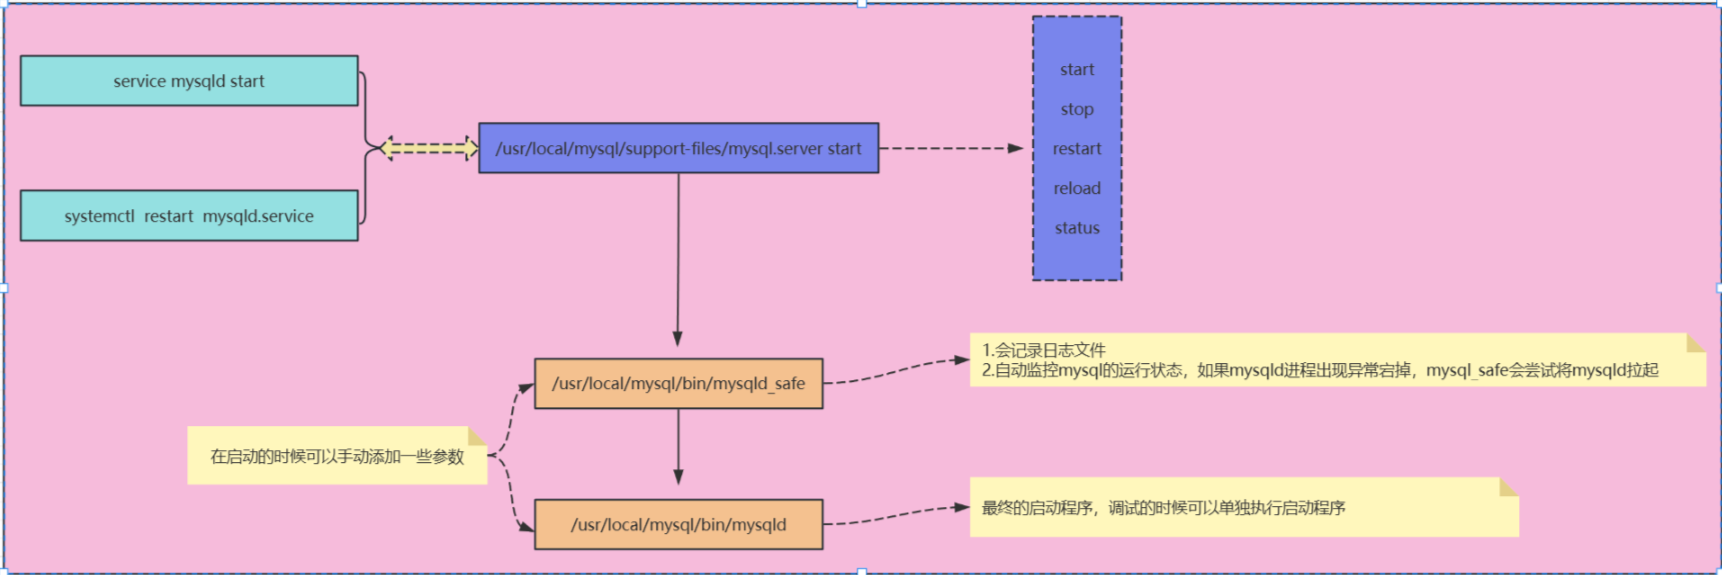 service mysqld start
systemctl  restart  mysqld.service
/usr/local/mysql/support-files/mysql.server start
start
stop
restart
reload
status
/usr/local/mysql/bin/mysqld_safe
1.会记录日志文件
2.自动监控mysql的运行状态，如果mysqld进程出现异常宕掉，mysql_safe会尝试将mysqld拉起
在启动的时候可以手动添加一些参数
/usr/local/mysql/bin/mysqld
最终的启动程序，调试的时候可以单独执行启动程序